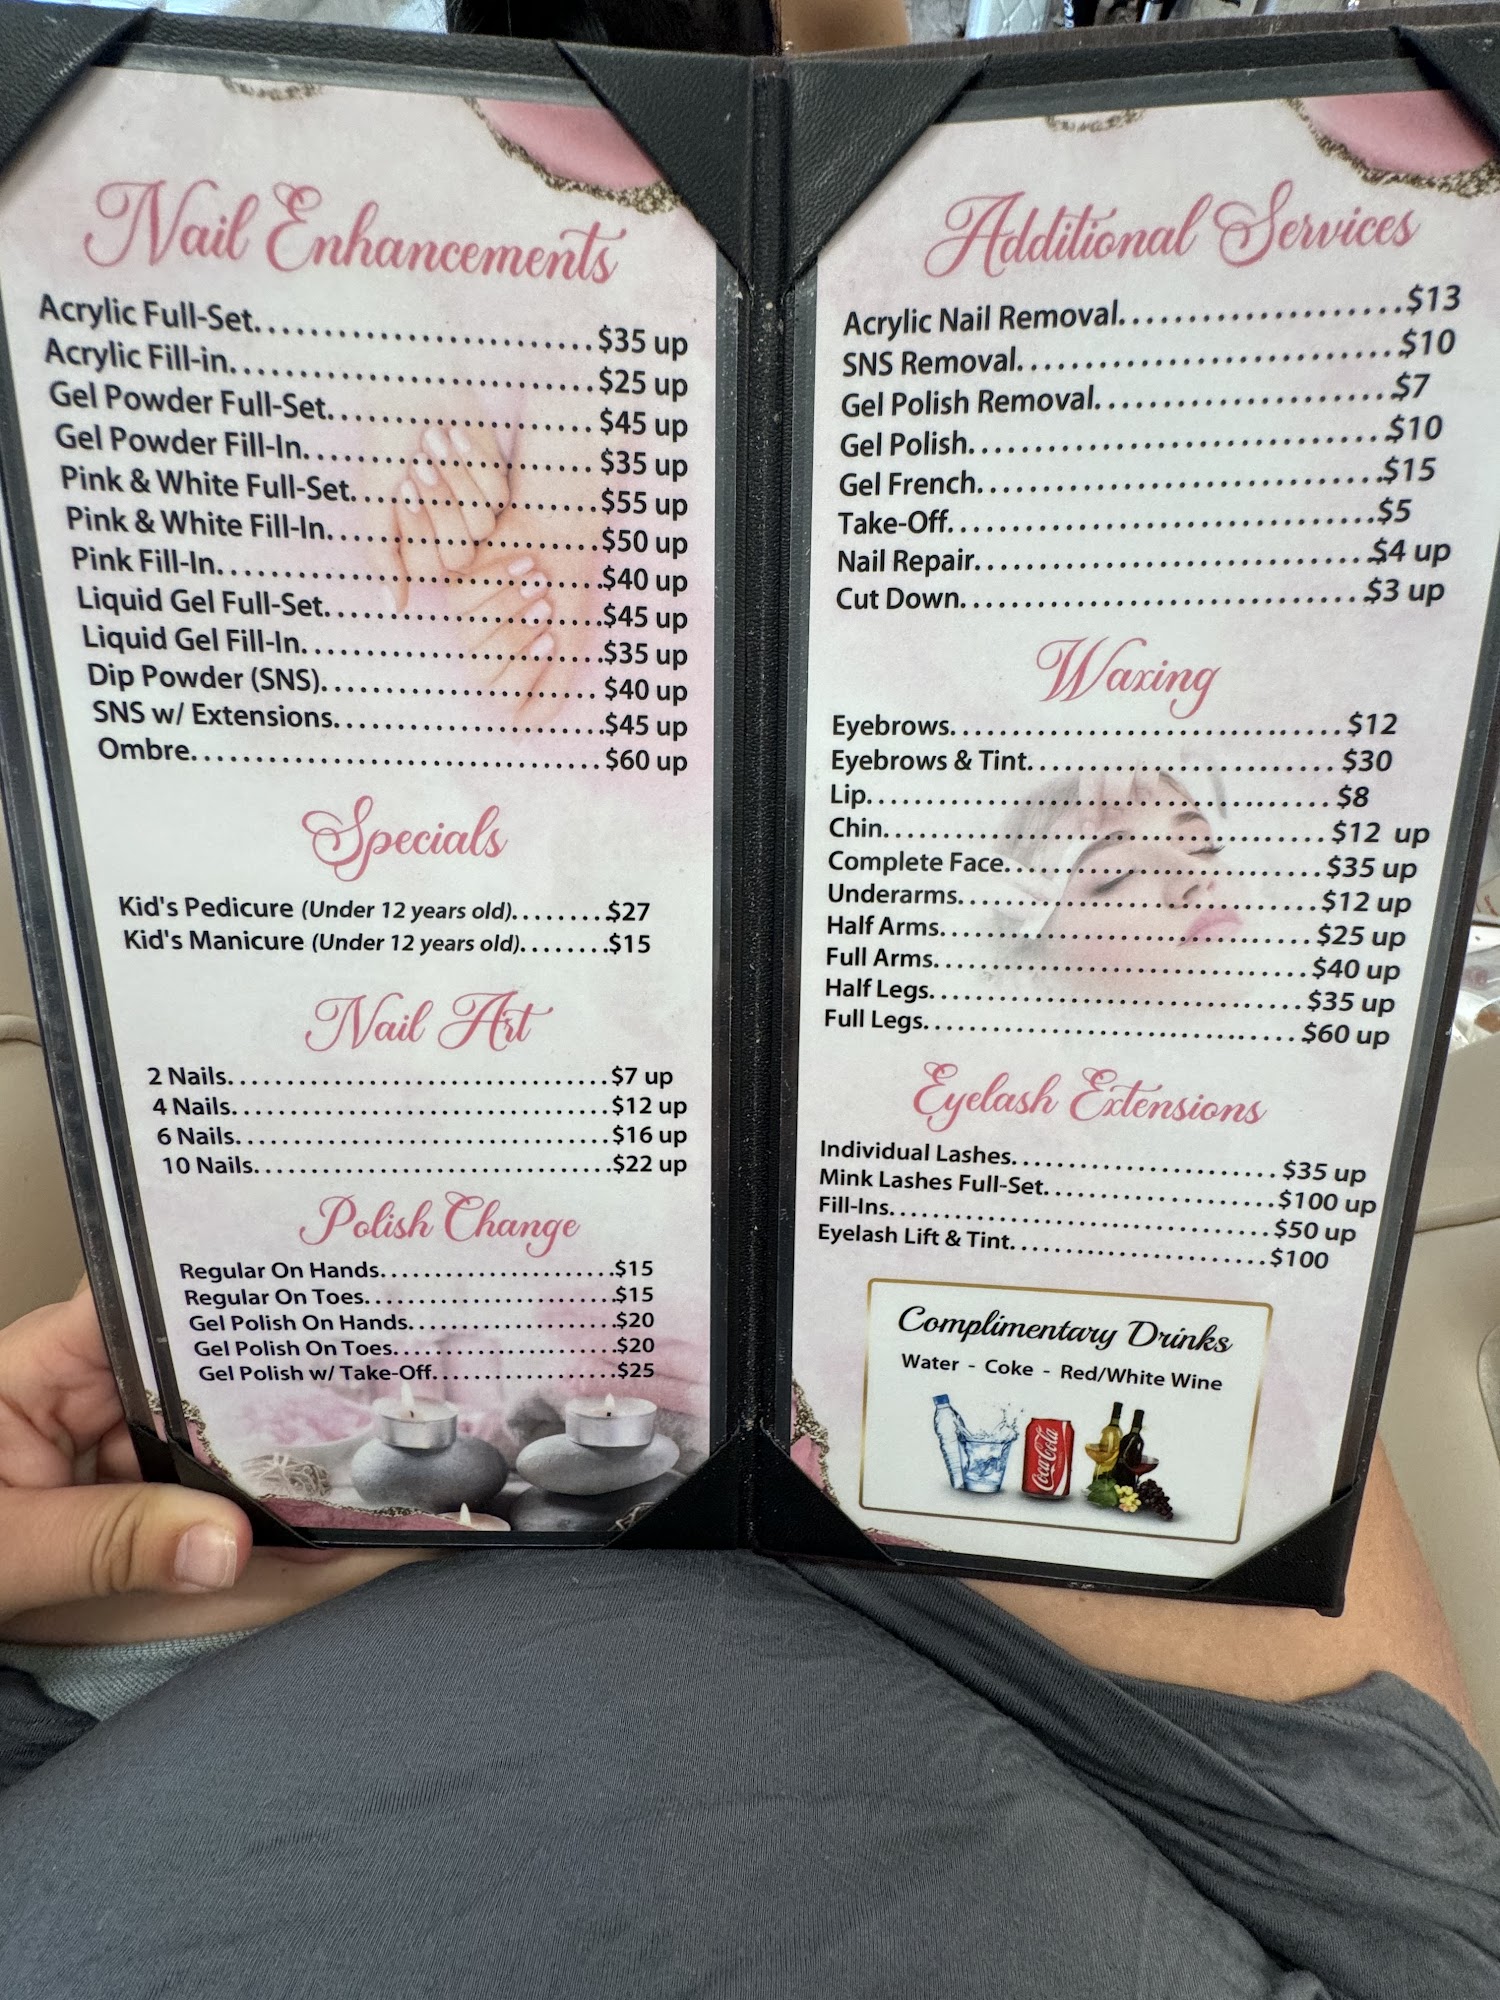 Nail Enhancements
Acrylic Full-Set....................................$35 up
Acrylic Fill-in.......................................$25 up
Gel Powder Full-Set............................$45 up
Gel Powder Fill-In...............................$35 up
Pink & White Full-Set..........................$55 up
Pink & White Fill-In.............................$50 up
Pink Fill-In..........................................$40 up
Liquid Gel Full-Set..............................$45 up
Liquid Gel Fill-In.................................$35 up
Dip Powder (SNS)...............................$40 up
SNS w/ Extensions..............................$45 up
Ombre...............................................$60 up
Specials
Kid's Pedicure (Under 12 years old)........$27
Kid's Manicure (Under 12 years old).......$15
Nail Art
2 Nails................................$7 up
4 Nails................................$12 up
6 Nails................................$16 up
10 Nails..............................$22 up
Polish Change
Regular On Hands........................$15
Regular On Toes..........................$15
Gel Polish On Hands.....................$20
Gel Polish On Toes.......................$20
Gel Polish w/ Take-Off..................$25
Additional Services
Acrylic Nail Removal........................$13
SNS Removal...................................$10
Gel Polish Removal...........................$7
Gel Polish........................................$10
Gel French.......................................$15
Take-Off..........................................$5
Nail Repair.......................................$4 up
Cut Down........................................$3 up
Waxing
Eyebrows........................................$12
Eyebrows & Tint...............................$30
Lip..................................................$8
Chin................................................$12 up
Complete Face.................................$35 up
Underarms......................................$12 up
Half Arms........................................$25 up
Full Arms.........................................$40 up
Half Legs.........................................$35 up
Full Legs..........................................$60 up
Eyelash Extensions
Individual Lashes............................$35 up
Mink Lashes Full-Set........................$100 up
Fill-Ins............................................$50 up
Eyelash Lift & Tint............................$100
Complimentary Drinks
Water - Coke - Red/White Wine
Coca-Cola